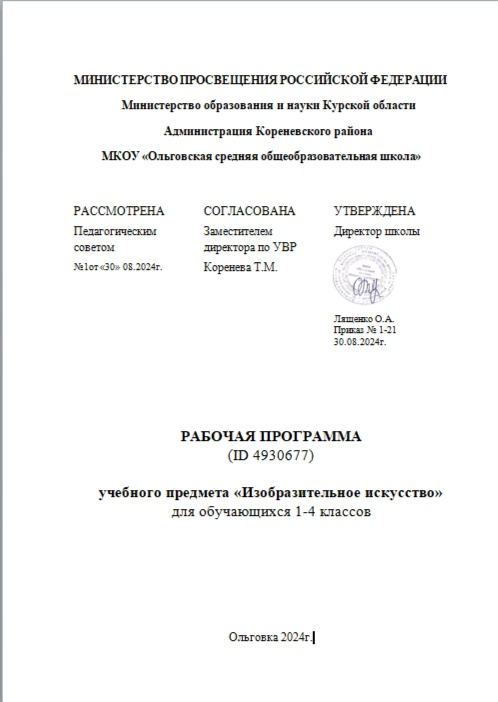 МИНИСТЕРСТВО ПРОСВЕЩЕНИЯ РОССИЙСКОЙ ФЕДЕРАЦИИ
Министерство образования и науки Курской области
Администрация Кореневского района
МКОУ «Ольговская средняя общеобразовательная школа»
РАССМОТРЕНА
Педагогическим
советом
№1от «30» 08.2024г.
СОГЛАСОВАНА
Заместителем
директора по УВР
Коренева Т.М.
УТВЕРЖДЕНА
Директор школы
Лященко О.А.
Приказ № 1-21
30.08.2024г.
РАБОЧАЯ ПРОГРАММА
(ID 4930677)
учебного предмета «Изобразительное искусство»
для обучающихся 1-4 классов
Ольговка 2024г.